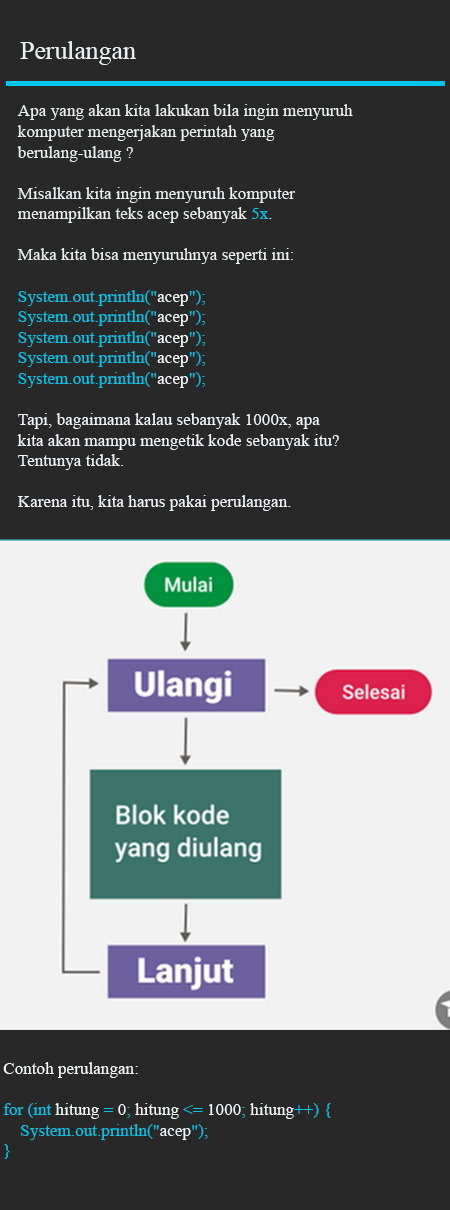 Perulangan
Apa yang akan kita lakukan bila ingin menyuruh
komputer mengerjakan perintah yang
berulang-ulang ?
Misalkan kita ingin menyuruh komputer
menampilkan teks acep sebanyak 5x.
Maka kita bisa menyuruhnya seperti ini:
System.out.println("acep");
System.out.println("acep");
System.out.println("acep");
System.out.println("acep");
System.out.println("acep");
Tapi, bagaimana kalau sebanyak 1000x, apa
kita akan mampu mengetik kode sebanyak itu?
Tentunya tidak.
Karena itu, kita harus pakai perulangan.
Mulai
Ulangi
Selesai
Blok kode
yang diulang
Lanjut
Contoh perulangan:
for (int hitung = 0; hitung <= 1000; hitung++) {
    System.out.println("acep");
}